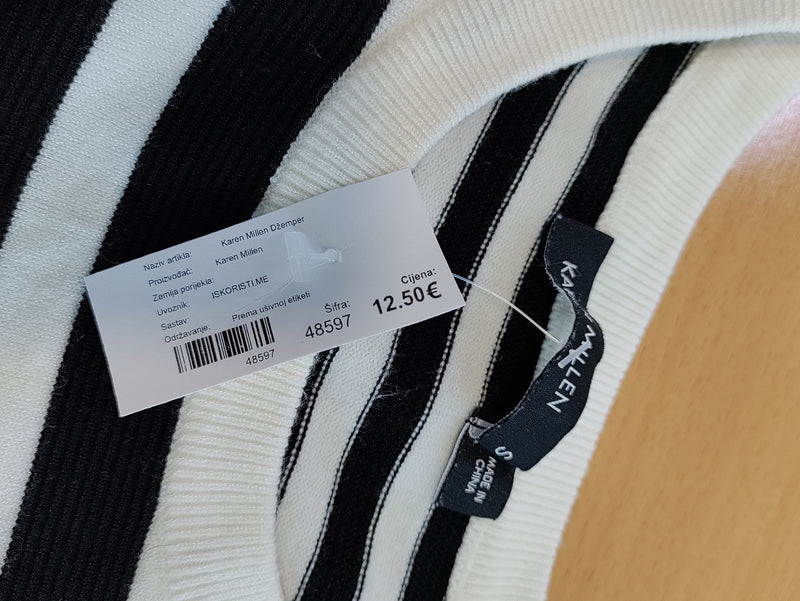 Naziv artikla: Karen Millen Džemper
Proizvođač: Karen Millen
Zemlja porijekla:
Uvoznik: ISKORISTI.ME
Sastav:
Održavanje: Prema ušivnoj etiketi
48597
Šifra:
48597
Cijena:
12.50€
KAREN MILLEN
S
MADE IN
CHINA